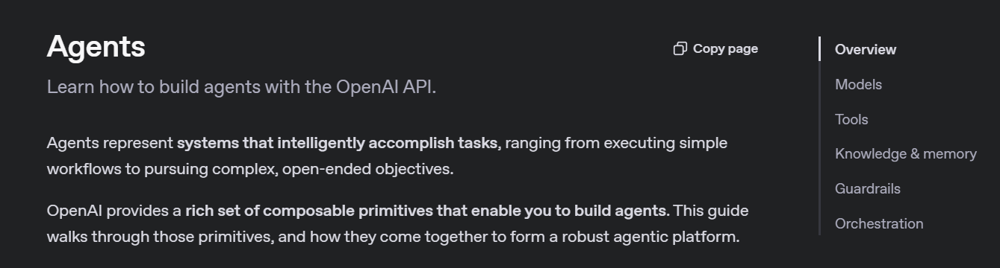 Agents
Copy page
Learn how to build agents with the OpenAI API.
Agents represent systems that intelligently accomplish tasks, ranging from executing simple
workflows to pursuing complex, open-ended objectives.
OpenAI provides a rich set of composable primitives that enable you to build agents. This guide
walks through those primitives, and how they come together to form a robust agentic platform.
Overview
Models
Tools
Knowledge & memory
Guardrails
Orchestration